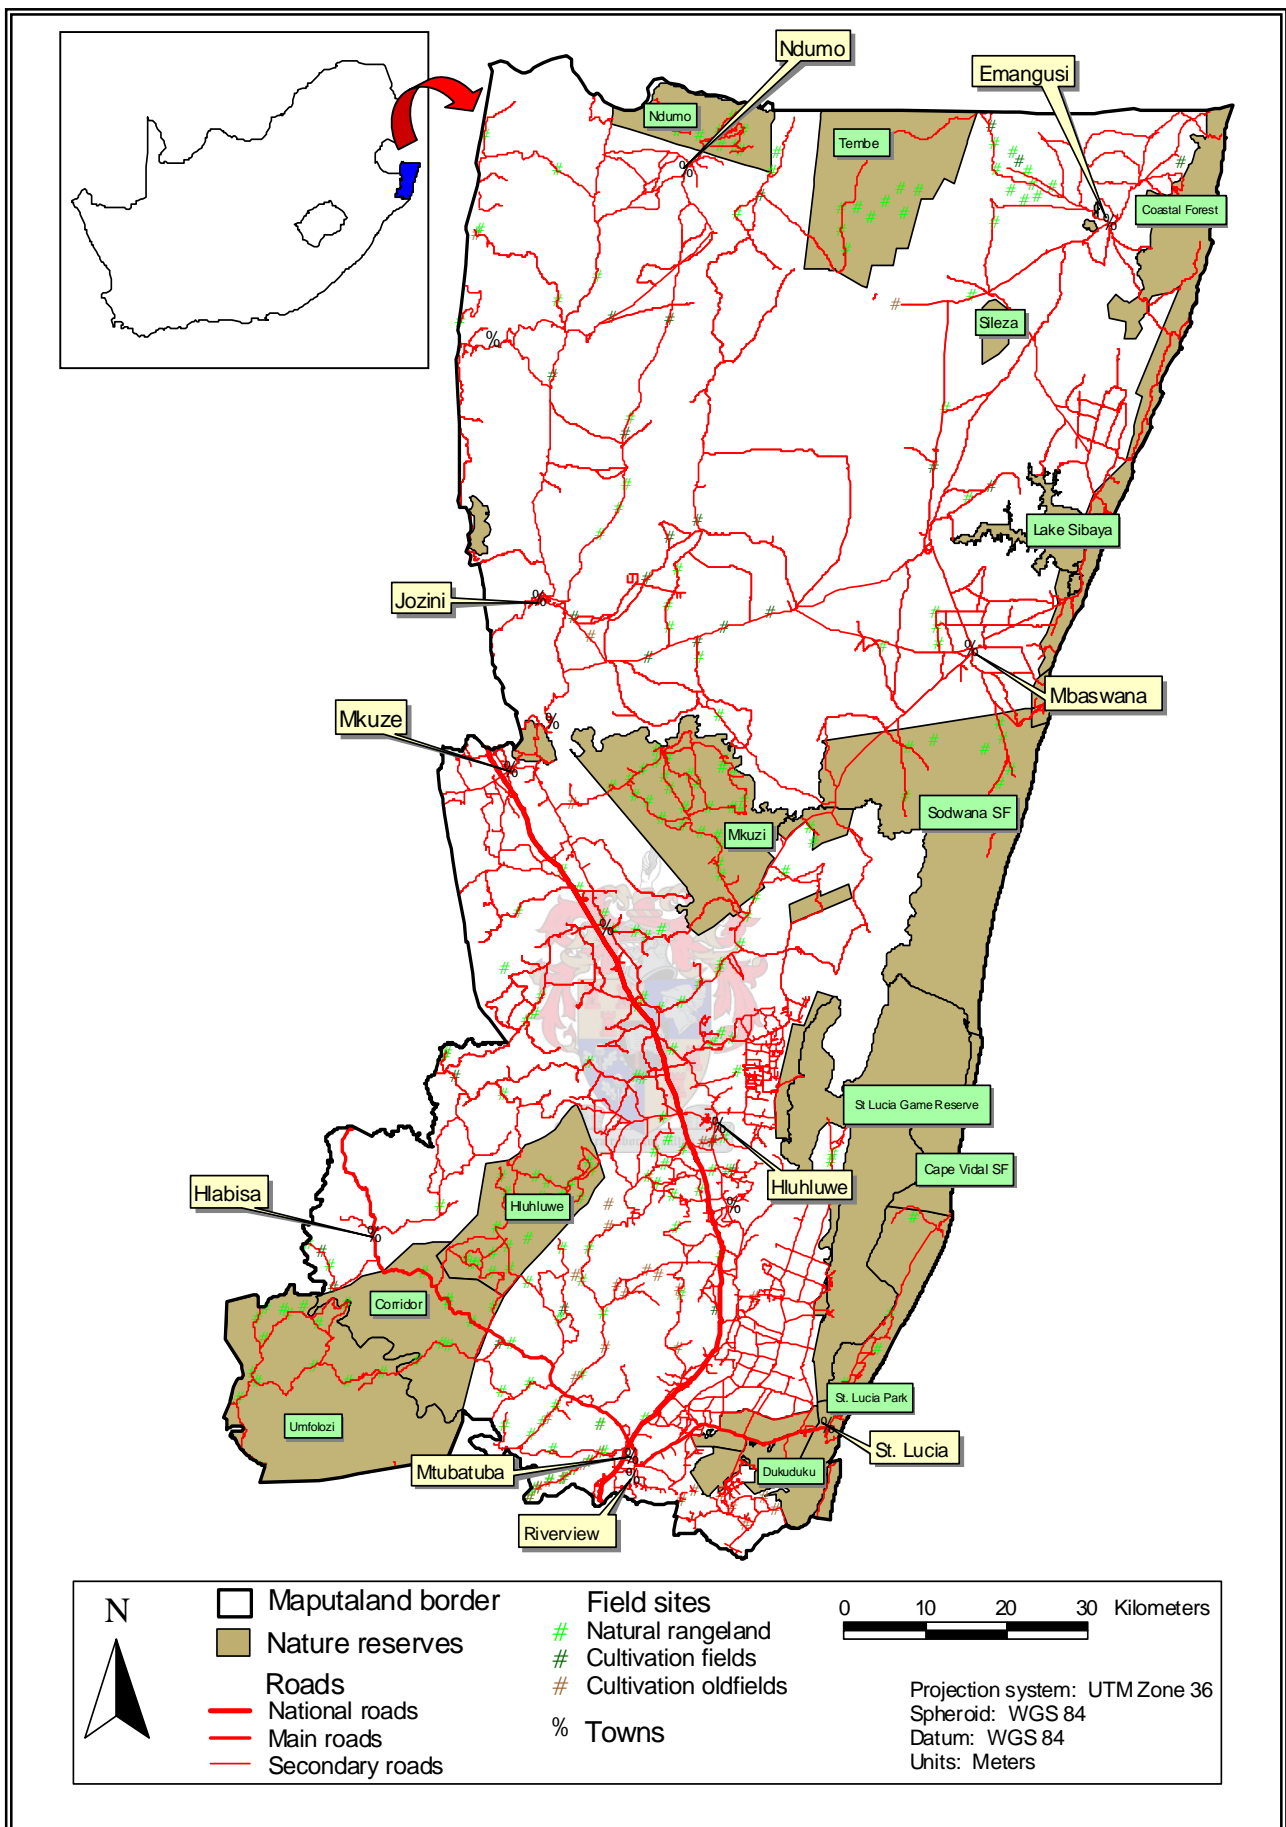 Ndumo
Emangusi
Ndumo
Tembe
Coastal Forest
Sileza
Lake Sibaya
Jozini
Mbaswana
Mkuze
Sodwana SF
Mkuzi
St Lucia Game Reserve
Cape Vidal SF
Hluhluwe
Hlabisa
Hluhluwe
Corridor
St. Lucia Park
Umfolozi
St. Lucia
Mtubatuba
Dukuduku
Riverview
N
Maputaland border
Nature reserves
Roads
National roads
Main roads
Secondary roads
Field sites
# Natural rangeland
# Cultivation fields
# Cultivation oldfields
% Towns
0 10 20 30 Kilometers
Projection system: UTM Zone 36
Spheroid: WGS 84
Datum: WGS 84
Units: Meters